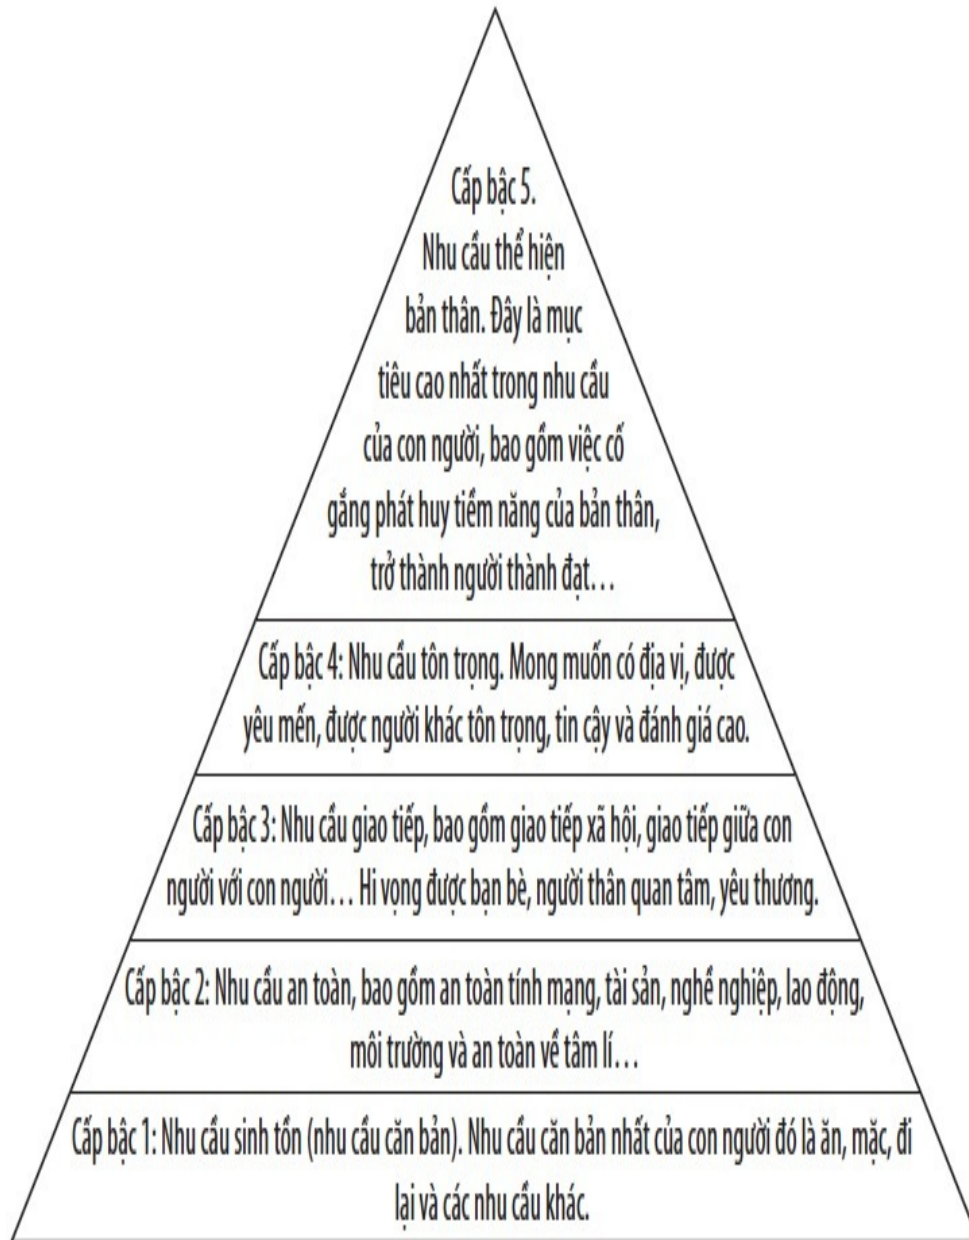 Cấp bậc 5.
Nhu cầu thể hiện
bản thân. Đây là mục
tiêu cao nhất trong nhu cầu
của con người, bao gồm việc cố
gắng phát huy tiềm năng của bản thân,
trở thành người thành đạt…
Cấp bậc 4: Nhu cầu tôn trọng. Mong muốn có địa vị, được
yêu mến, được người khác tôn trọng, tin cậy và đánh giá cao.
Cấp bậc 3: Nhu cầu giao tiếp, bao gồm giao tiếp xã hội, giao tiếp giữa con
người với con người… Hi vọng được bạn bè, người thân quan tâm, yêu thương.
Cấp bậc 2: Nhu cầu an toàn, bao gồm an toàn tính mạng, tài sản, nghề nghiệp, lao động,
môi trường và an toàn về tâm lí…
Cấp bậc 1: Nhu cầu sinh tồn (nhu cầu căn bản). Nhu cầu căn bản nhất của con người đó là ăn, mặc, đi
lại và các nhu cầu khác.